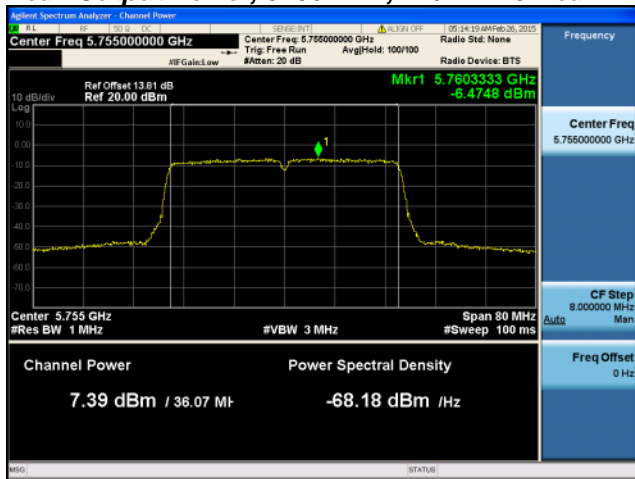 Agilent Spectrum Analyzer - Channel Power
RL RF 50 Ω DC SENSE:INT ALIGN OFF 05:14:19 AM Feb 26, 2015
Center Freq 5.755000000 GHz
Center Freq: 5.755000000 GHz
Radio Std: None
Trig: Free Run Avg|Hold: 100/100
#IFGain:Low #Atten: 20 dB Radio Device: BTS
Frequency
Mkr1 5.7603333 GHz
-6.4748 dBm
Ref Offset 13.81 dB
10 dB/div Ref 20.00 dBm
Log
10.0
0.00
-10.0
-20.0
-30.0
-40.0
-50.0
-60.0
-70.0
1
Center Freq
5.755000000 GHz
Center 5.755 GHz Span 80 MHz
#Res BW 1 MHz #VBW 3 MHz #Sweep 100 ms
CF Step
8.000000 MHz
Auto Man
Freq Offset
0 Hz
Channel Power Power Spectral Density
7.39 dBm / 36.07 MH -68.18 dBm /Hz
MSG STATUS